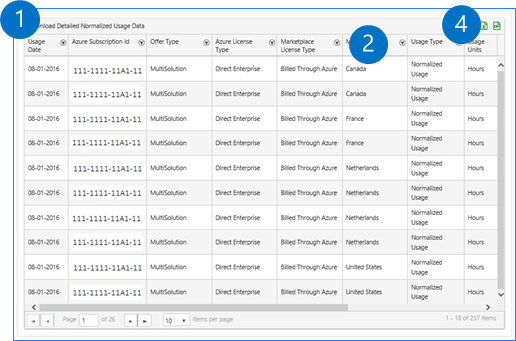 1
nload Detailed Normalized Usage Data
4
Usage Date Azure Subscription Id Offer Type Azure License Type Marketplace License Type M 2 Usage Type sage Units
08-01-2016 111-1111-11A1-11 MultiSolution Direct Enterprise Billed Through Azure Canada Normalized Usage Hours
08-01-2016 111-1111-11A1-11 MultiSolution Direct Enterprise Billed Through Azure Canada Normalized Usage Hours
08-01-2016 111-1111-11A1-11 MultiSolution Direct Enterprise Billed Through Azure France Normalized Usage Hours
08-01-2016 111-1111-11A1-11 MultiSolution Direct Enterprise Billed Through Azure France Normalized Usage Hours
08-01-2016 111-1111-11A1-11 MultiSolution Direct Enterprise Billed Through Azure Netherlands Normalized Usage Hours
08-01-2016 111-1111-11A1-11 MultiSolution Direct Enterprise Billed Through Azure Netherlands Normalized Usage Hours
08-01-2016 111-1111-11A1-11 MultiSolution Direct Enterprise Billed Through Azure Netherlands Normalized Usage Hours
08-01-2016 111-1111-11A1-11 MultiSolution Direct Enterprise Billed Through Azure Netherlands Normalized Usage Hours
08-01-2016 111-1111-11A1-11 MultiSolution Direct Enterprise Billed Through Azure United States Normalized Usage Hours
08-01-2016 111-1111-11A1-11 MultiSolution Direct Enterprise Billed Through Azure United States Normalized Usage Hours
Page 1 of 26 10 items per page 1 - 10 of 257 items